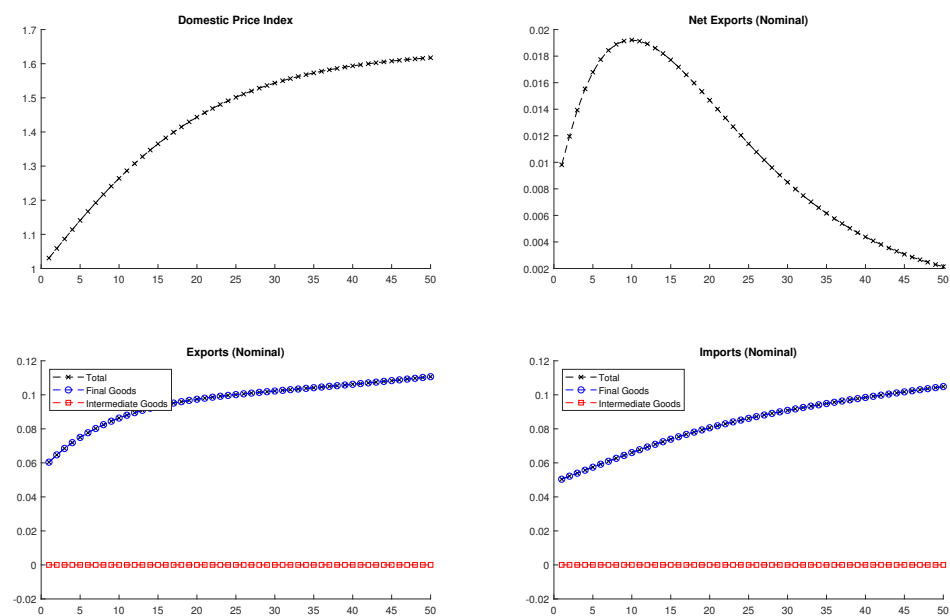 Domestic Price Index
1.7
1.6
1.5
1.4
1.3
1.2
1.1
1
0 5 10 15 20 25 30 35 40 45 50
Net Exports (Nominal)
0.02
0.018
0.016
0.014
0.012
0.01
0.008
0.006
0.004
0.002
0 5 10 15 20 25 30 35 40 45 50
Exports (Nominal)
0.12
0.1
0.08
0.06
0.04
0.02
0
-0.02
Total
Final Goods
Intermediate Goods
0 5 10 15 20 25 30 35 40 45 50
Imports (Nominal)
0.12
0.1
0.08
0.06
0.04
0.02
0
-0.02
Total
Final Goods
Intermediate Goods
0 5 10 15 20 25 30 35 40 45 50